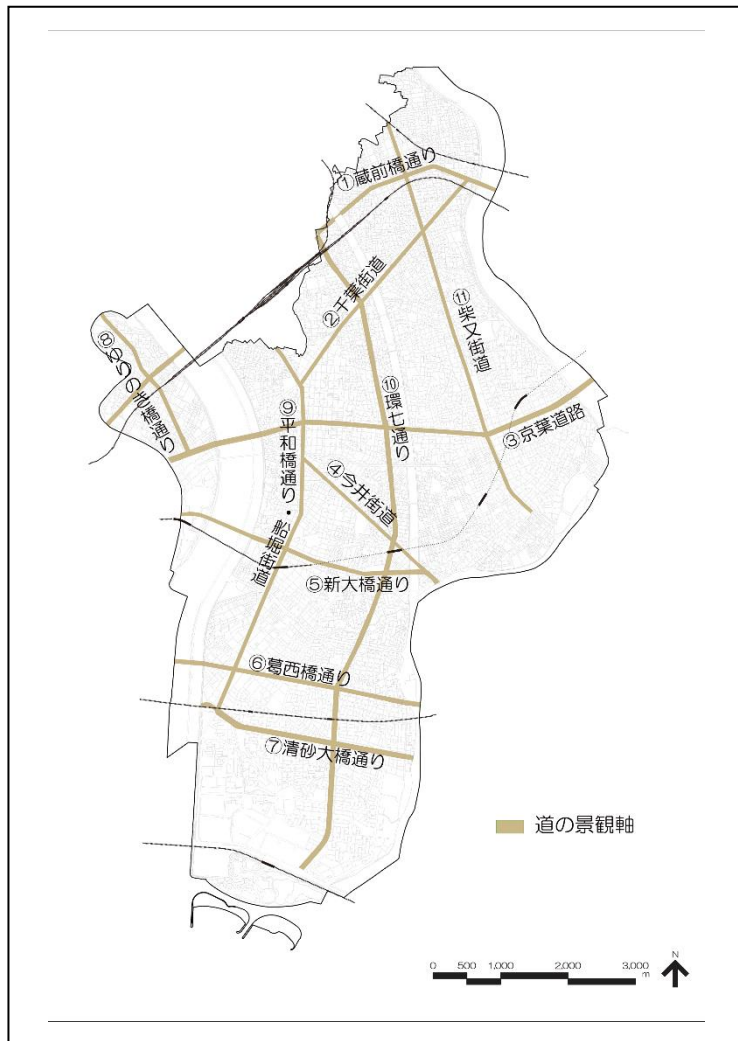 ①蔵前橋通り
②千葉街道
⑪柴又街道
⑧ゆりのき橋通り
⑩環七通り
③京葉道路
⑨平和橋通り・船堀街道
④今井街道
⑤新大橋通り
⑥葛西橋通り
⑦清砂大橋通り
道の景観軸
0 500 1,000 2,000 3,000
m
N